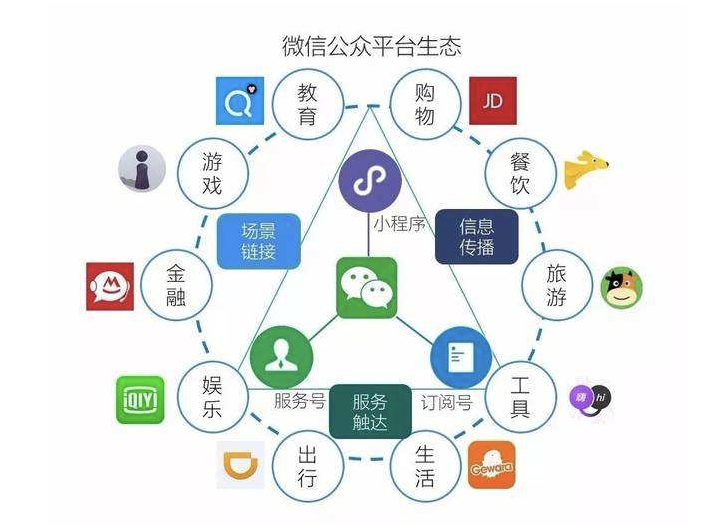 微信公众平台生态
教育
购物
JD
游戏
餐饮
小程序
场景
链接
信息
传播
金融
旅游
iQIYI
娱乐
服务号
服务
触达
订阅号
工具
嗨 hi
出行
生活
Gewara